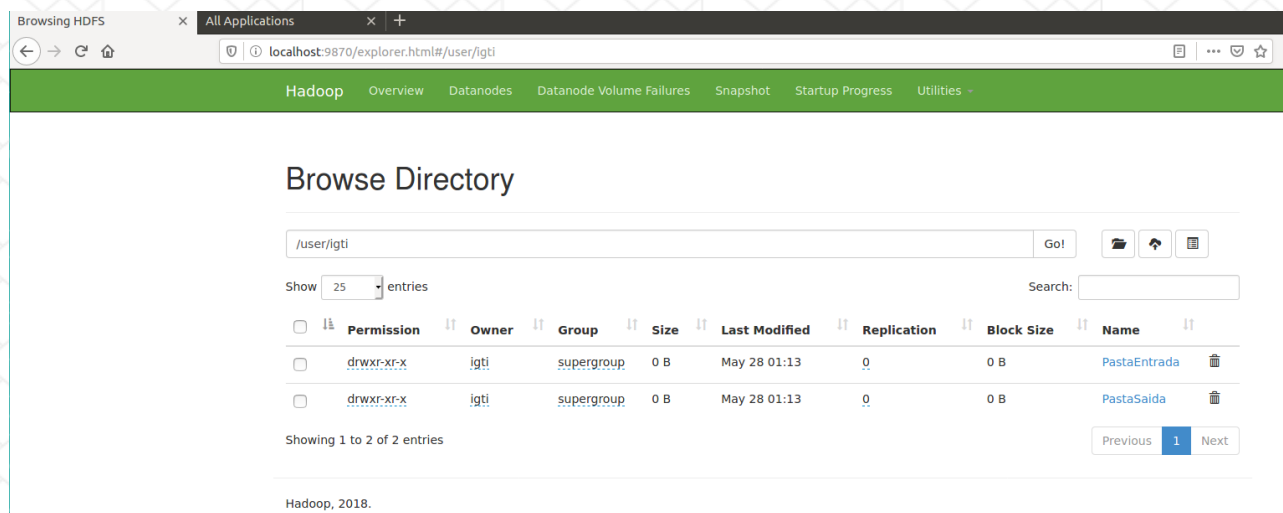 Browsing HDFS × All Applications × +
localhost:9870/explorer.html#/user/igti
Hadoop Overview Datanodes Datanode Volume Failures Snapshot Startup Progress Utilities
Browse Directory
/user/igti Go!
Show 25 entries Search:
Permission Owner Group Size Last Modified Replication Block Size Name
drwxr-xr-x igti supergroup 0 B May 28 01:13 0 0 B PastaEntrada
drwxr-xr-x igti supergroup 0 B May 28 01:13 0 0 B PastaSaida
Showing 1 to 2 of 2 entries Previous 1 Next
Hadoop, 2018.